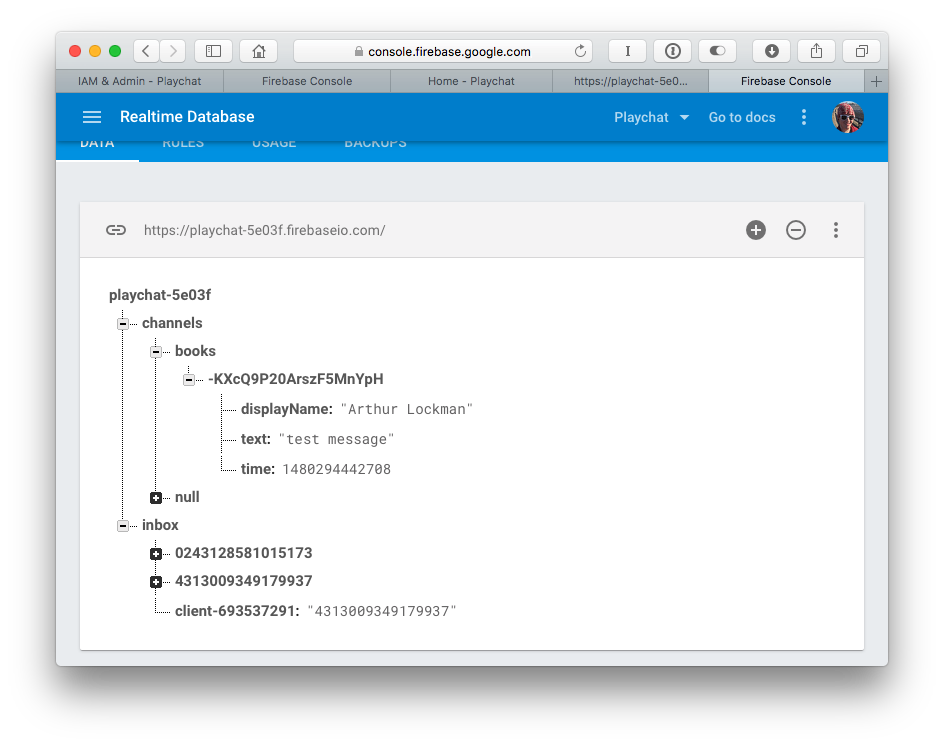 console.firebase.google.com
IAM & Admin - Playchat
Firebase Console
Home - Playchat
https://playchat-5e0...
Firebase Console
Realtime Database
Playchat
Go to docs
DATA
RULES
USAGE
BACKUPS
https://playchat-5e03f.firebaseio.com/
playchat-5e03f
channels
books
-KXcQ9P20ArszF5MnYpH
displayName: "Arthur Lockman"
text: "test message"
time: 1480294442708
null
inbox
0243128581015173
4313009349179937
client-693537291: "4313009349179937"